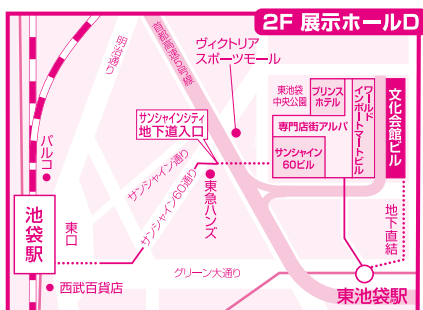 2F 展示ホールD
首都高速5号線
明治通り
ヴィクトリア
スポーツモール
東池袋
中央公園
プリンス
ホテル
ワールド
インポートマートビル
文化会館ビル
サンシャインシティ
地下道入口
専門店街アルパ
サンシャイン
60ビル
パルコ
サンシャイン通り
サンシャイン60通り
東急ハンズ
池袋駅
東口
地下直結
グリーン大通り
西武百貨店
東池袋駅